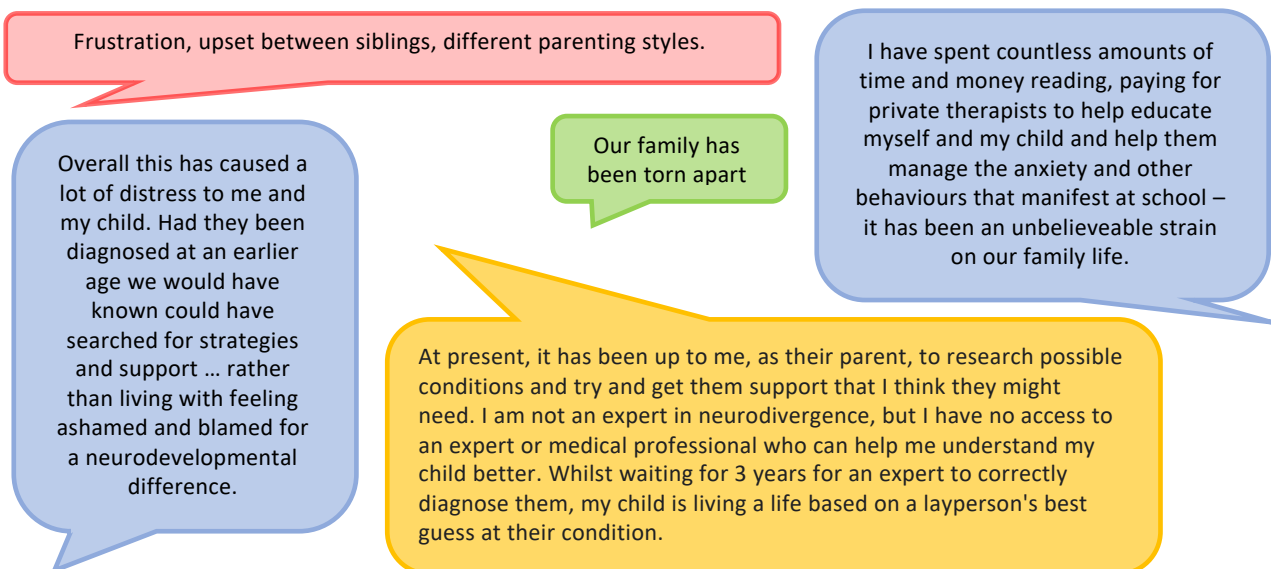 Frustration, upset between siblings, different parenting styles.
I have spent countless amounts of
time and money reading, paying for
private therapists to help educate
myself and my child and help them
manage the anxiety and other
behaviours that manifest at school –
it has been an unbelieveable strain
on our family life.
Our family has
been torn apart
Overall this has caused a
lot of distress to me and
my child. Had they been
diagnosed at an earlier
age we would have
known could have
searched for strategies
and support ... rather
than living with feeling
ashamed and blamed for
a neurodevelopmental
difference.
At present, it has been up to me, as their parent, to research possible
conditions and try and get them support that I think they might
need. I am not an expert in neurodivergence, but I have no access to
an expert or medical professional who can help me understand my
child better. Whilst waiting for 3 years for an expert to correctly
diagnose them, my child is living a life based on a layperson's best
guess at their condition.